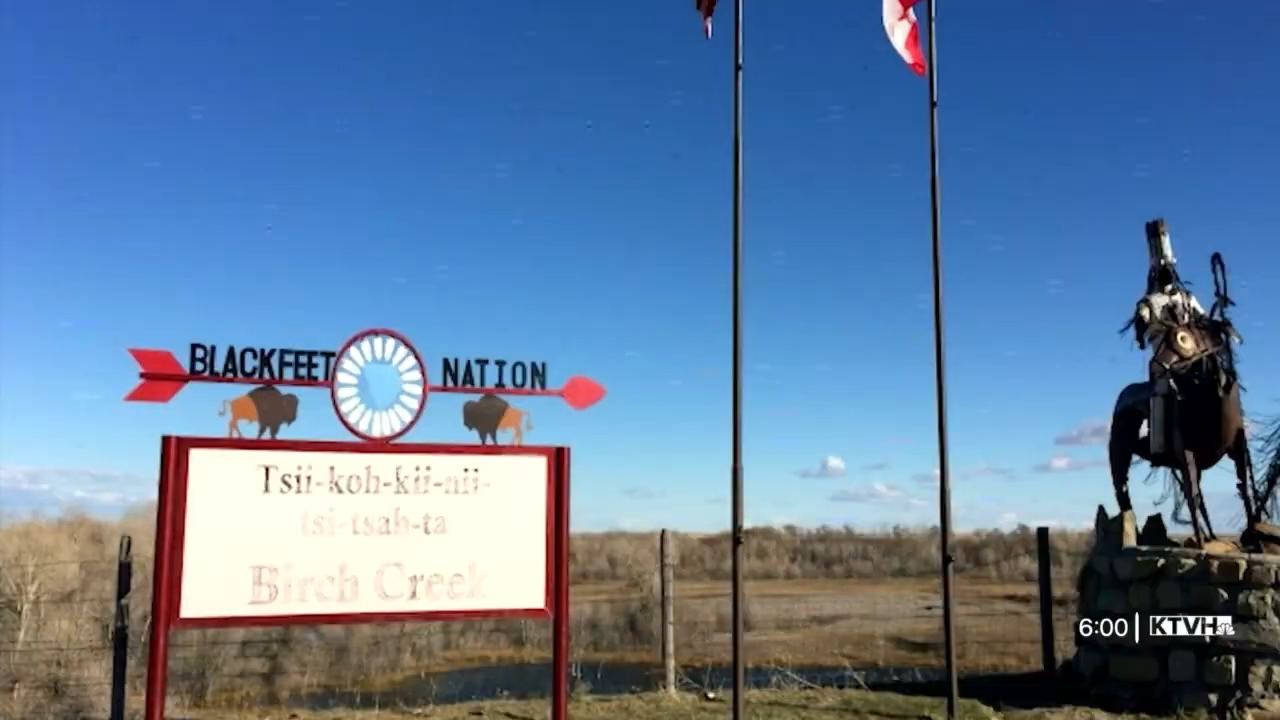 BLACKFEET NATION
Tsii-koh-kii-nii-
tsi-tsah-ta
Birch Creek
6:00 | KTVH